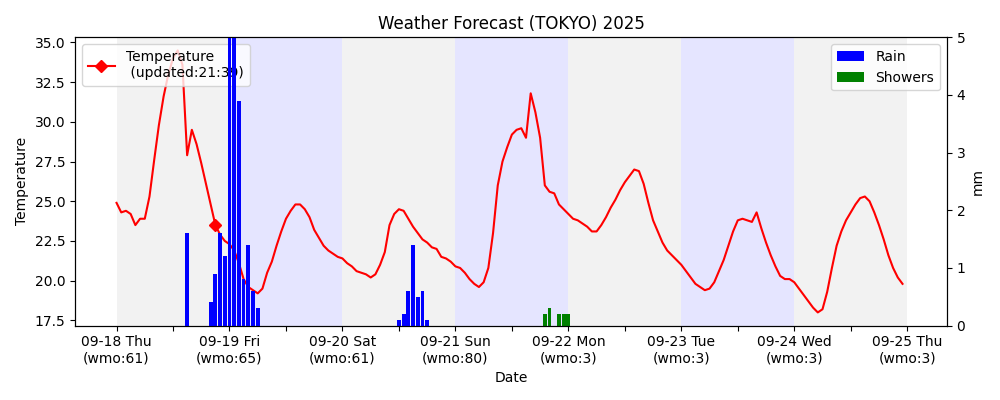 Weather Forecast (TOKYO) 2025
Temperature
(updated:21:39)
Rain
Showers
35.0
32.5
30.0
27.5
25.0
22.5
20.0
17.5
Temperature
5
4
3
2
1
0
mm
09-18 Thu 09-19 Fri 09-20 Sat 09-21 Sun 09-22 Mon 09-23 Tue 09-24 Wed 09-25 Thu
(wmo:61) (wmo:65) (wmo:61) (wmo:80) (wmo:3) (wmo:3) (wmo:3) (wmo:3)
Date